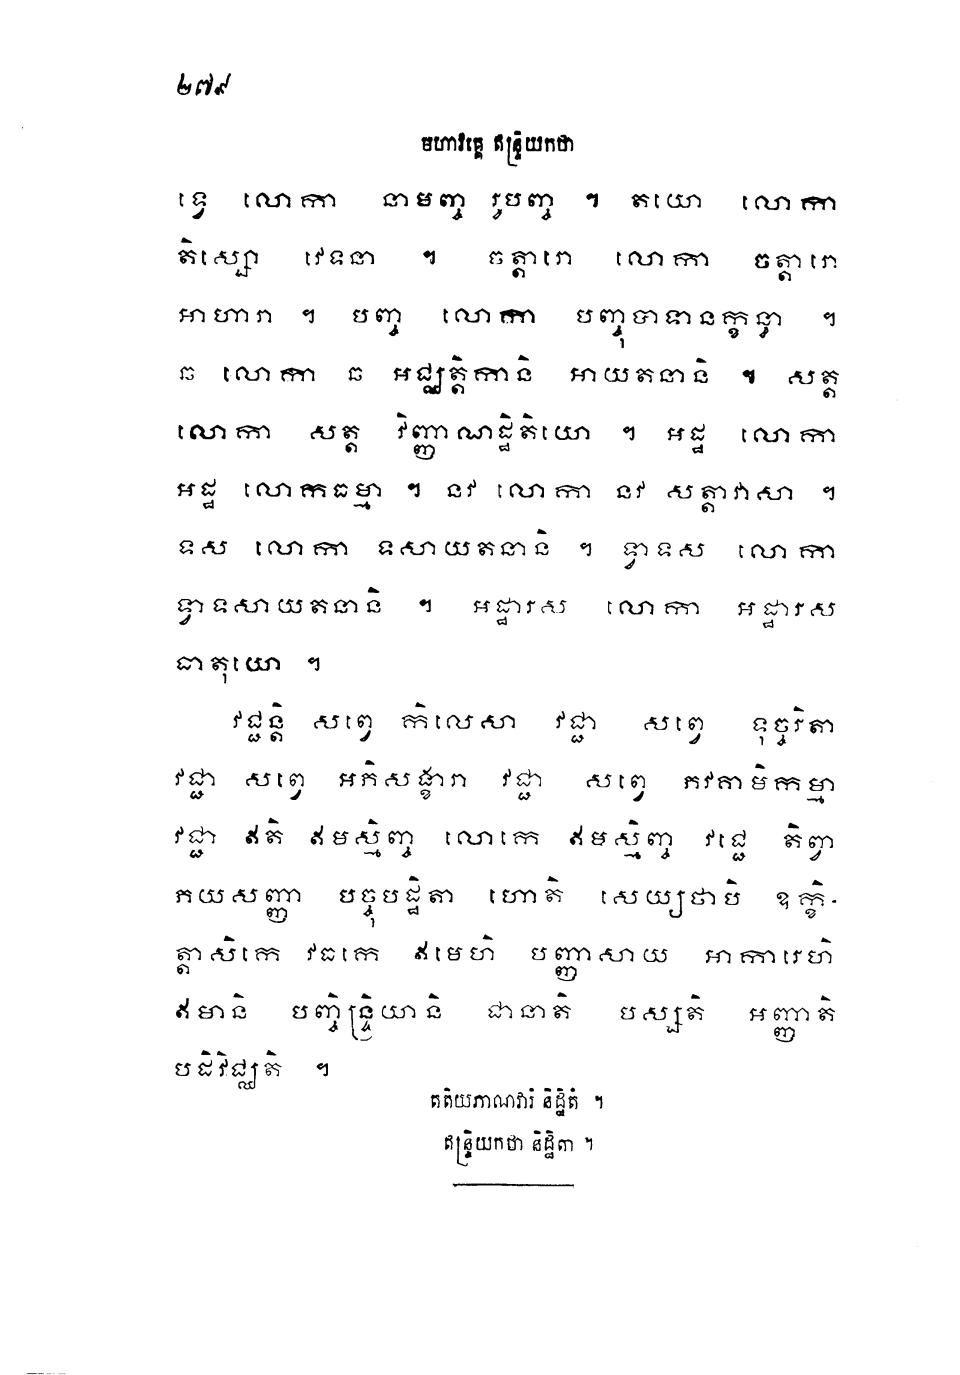 ២៧៩
មហាវគ្គេ ឥន្ទ្រិយកថា
ទ្វេ លោកា នាមញ្ច រូបញ្ច ។ តយោ លោកា
តិស្សោ វេទនា ។ ចត្តារោ លោកា ចត្តារោ
អាហារា ។ បញ្ច លោកា បញ្ចុបាទានក្ខន្ធា ។
ឆ លោកា ឆ អជ្ឈត្តិកានិ អាយតនានិ ។ សត្ត
លោកា សត្ត វិញ្ញាណដ្ឋិតិយោ ។ អដ្ឋ លោកា
អដ្ឋ លោកធម្មា ។ នវ លោកា នវ សត្តាវាសា ។
ទស លោកា ទសាយតនានិ ។ ទ្វាទស លោកា
ទ្វាទសាយតនានិ ។ អដ្ឋារស លោកា អដ្ឋារស
ធាតុយោ ។
វជ្ជន្តិ សព្វេ កិលេសា វជ្ជា សព្វេ ទុច្ចរិតា
វជ្ជា សព្វេ អភិសង្ខារា វជ្ជា សព្វេ ភវគាមិកម្មា
វជ្ជា ឥតិ ឥមស្មិញ្ច លោកេ ឥមស្មិញ្ច វជ្ជេ តិព្វា
ភយសញ្ញា បច្ចុបដ្ឋិតា ហោតិ សេយ្យថាបិ ឧក្ខិ-
ត្តាសិកេ វធកេ ឥមេហិ បញ្ញាសាយ អាការេហិ
ឥមានិ បញ្ចិន្ទ្រិយានិ ជានាតិ បស្សតិ អញ្ញាតិ
បដិវិជ្ឈតិ ។
តតិយភាណវារំ និដ្ឋិតំ ។
ឥន្ទ្រិយកថា និដ្ឋិតា ។